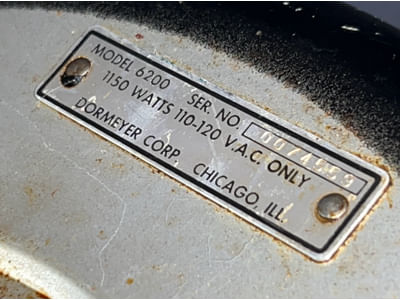 MODEL 6200 SER. NO.
1150 WATTS 110-120 V.A.C. ONLY
DORMEYER CORP. CHICAGO, ILL.